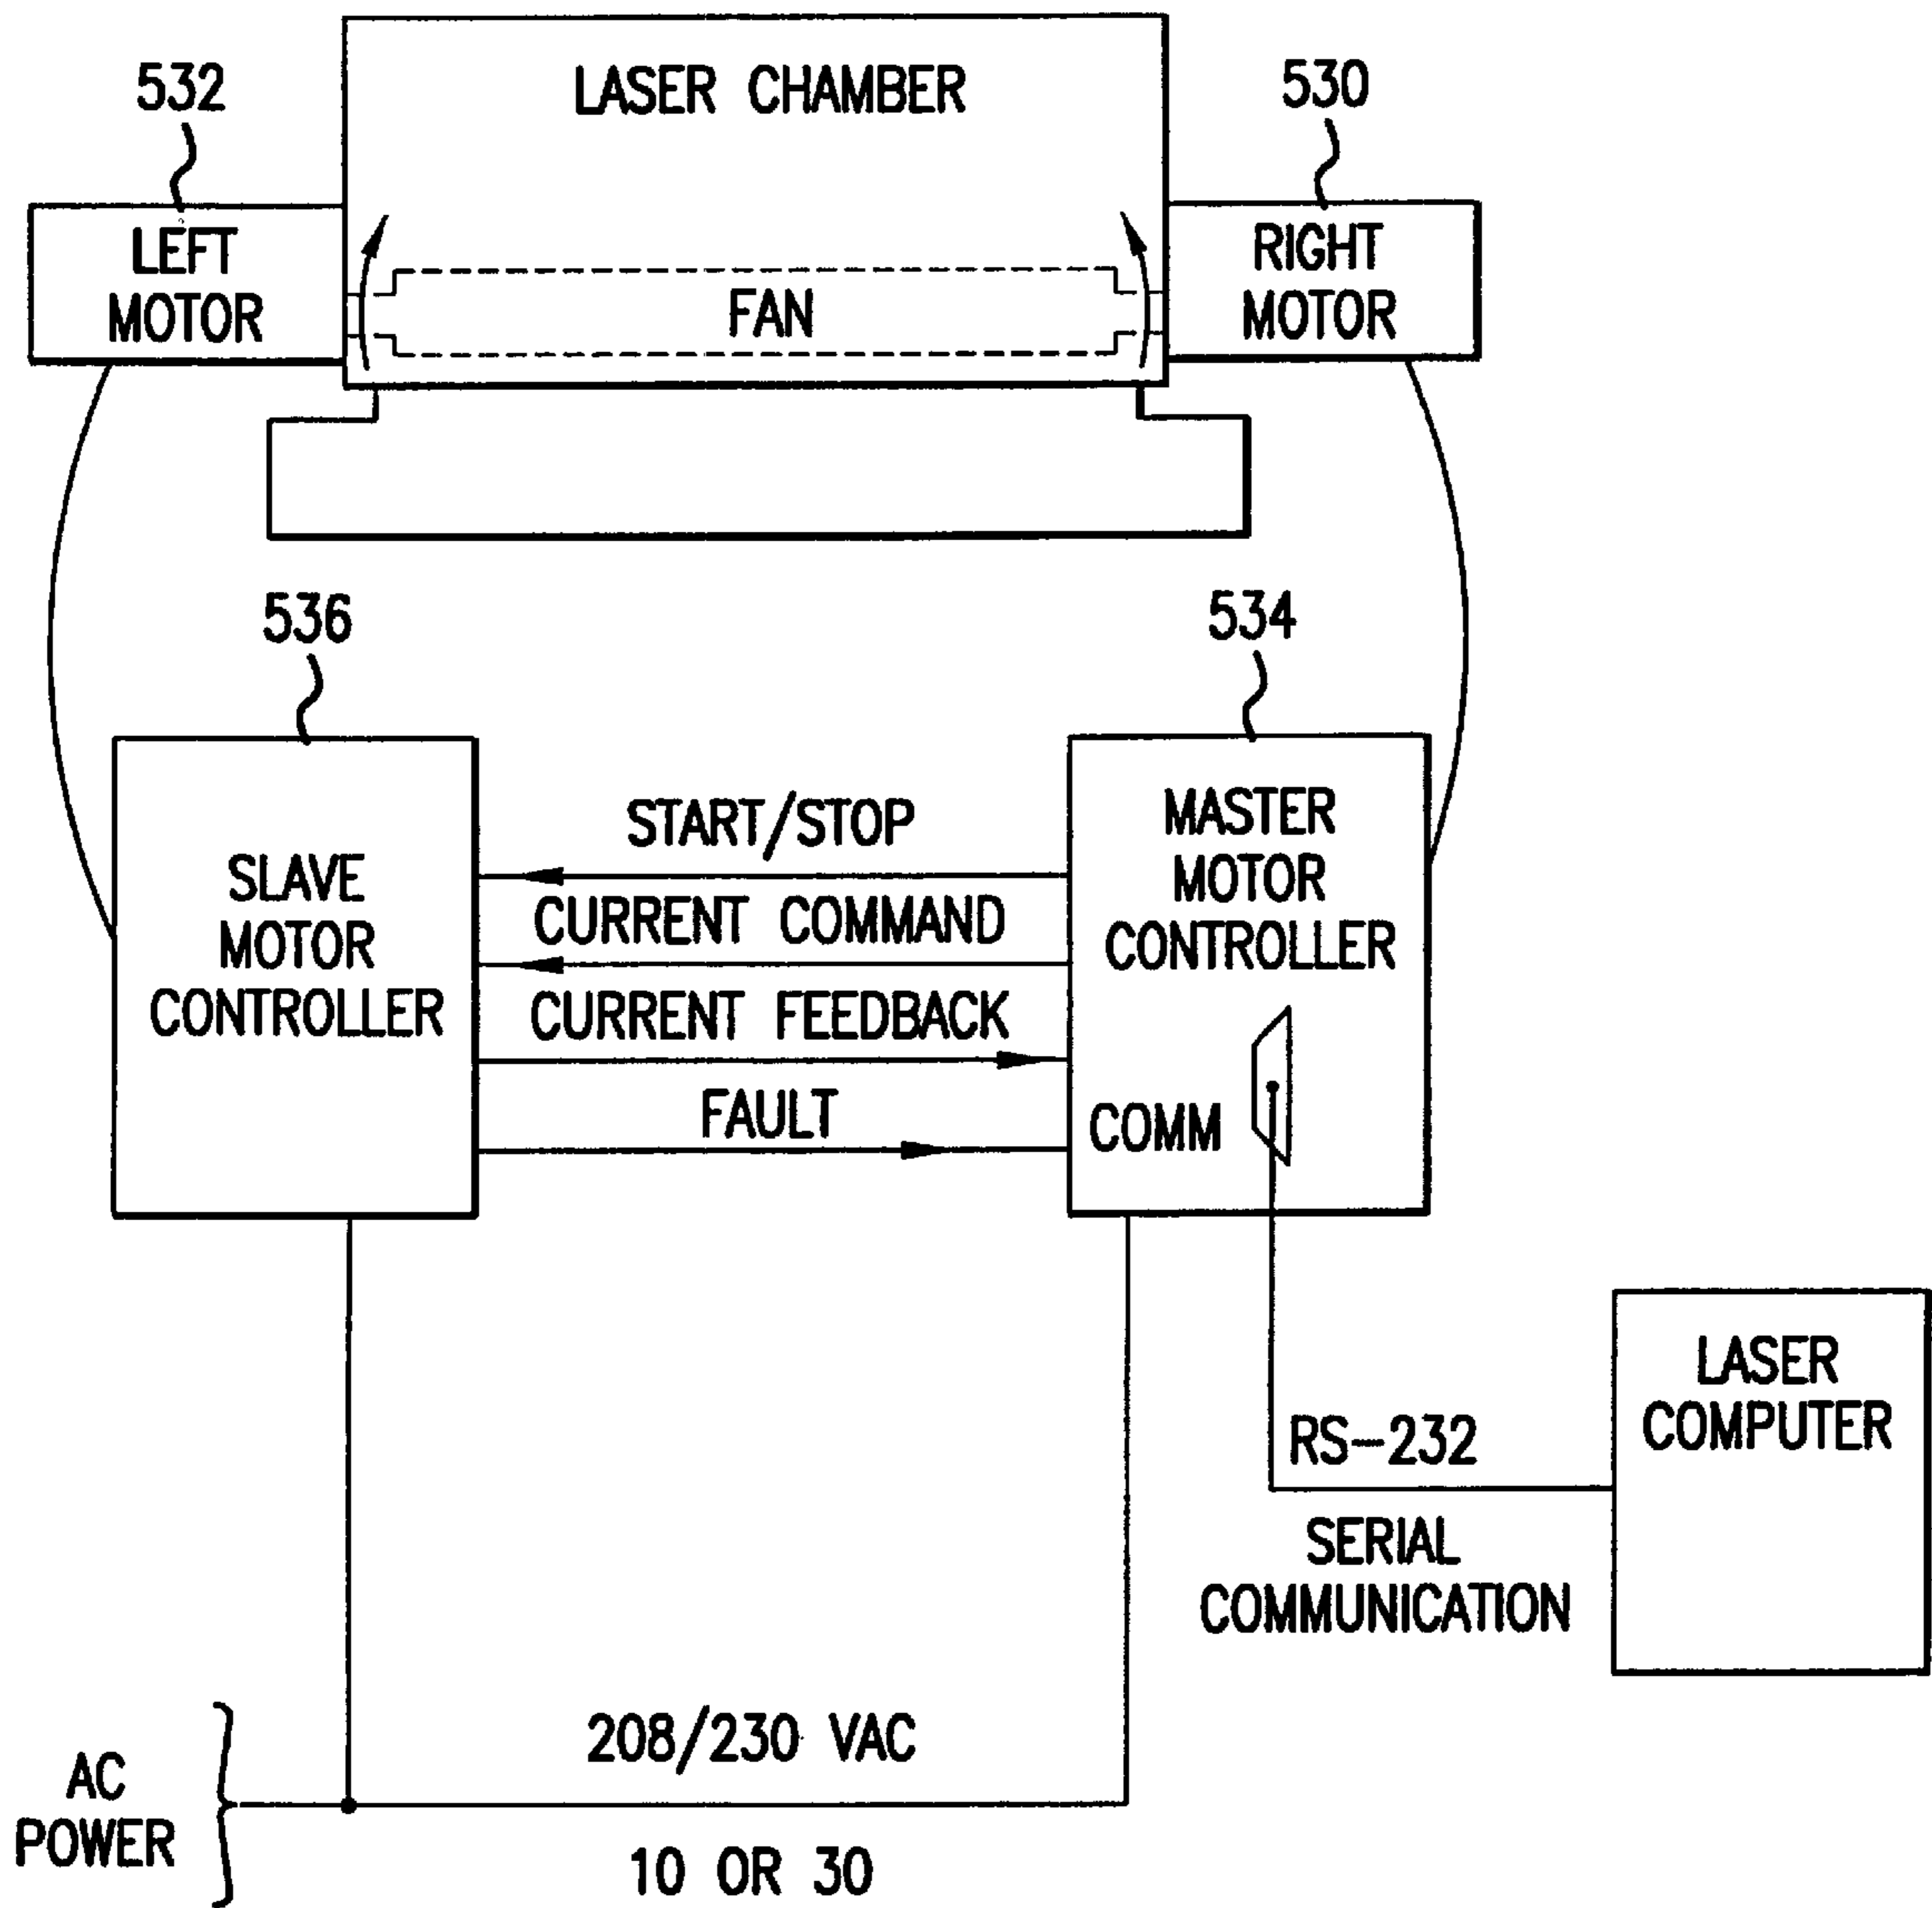 LASER CHAMBER
532
530
LEFT
MOTOR
FAN
RIGHT
MOTOR
536
534
SLAVE
MOTOR
CONTROLLER
START/STOP
CURRENT COMMAND
CURRENT FEEDBACK
FAULT
MASTER
MOTOR
CONTROLLER
COMM
LASER
COMPUTER
RS-232
SERIAL
COMMUNICATION
AC
POWER
208/230 VAC
10 OR 30